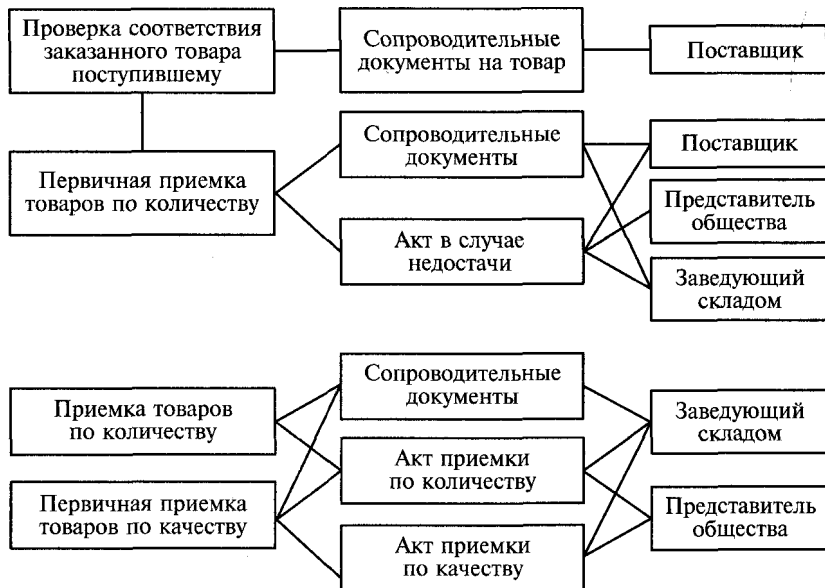 Проверка соответствия
заказанного товара
поступившему
Сопроводительные
документы на товар
Поставщик
Первичная приемка
товаров по количеству
Сопроводительные
документы
Акт в случае
недостачи
Поставщик
Представитель
общества
Заведующий
складом
Приемка товаров
по количеству
Первичная приемка
товаров по качеству
Сопроводительные
документы
Акт приемки
по количеству
Акт приемки
по качеству
Заведующий
складом
Представитель
общества